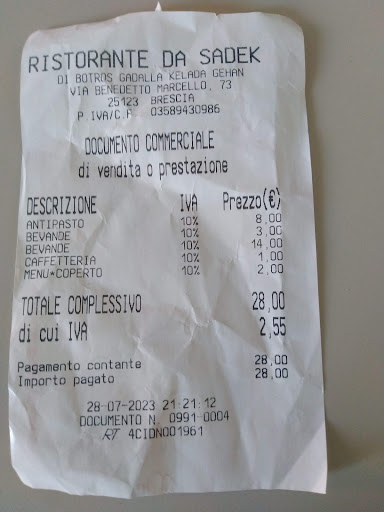 RISTORANTE DA SADEK
DI BOTROS GADALLA KELADA GEHAN
VIA BENEDETTO MARCELLO, 73
25123 BRESCIA
P.IVA/C.F 03589430986
DOCUMENTO COMMERCIALE
di vendita o prestazione
DESCRIZIONE IVA Prezzo(€)
ANTIPASTO 10% 8,00
BEVANDE 10% 3,00
BEVANDE 10% 14,00
CAFFETTERIA 10% 1,00
MENU*COPERTO 10% 2,00
TOTALE COMPLESSIVO 28,00
di cui IVA 2,55
Pagamento contante 28,00
Importo pagato 28,00
28-07-2023 21:21:12
DOCUMENTO N. 0991-0004
RT 4CIDN001961